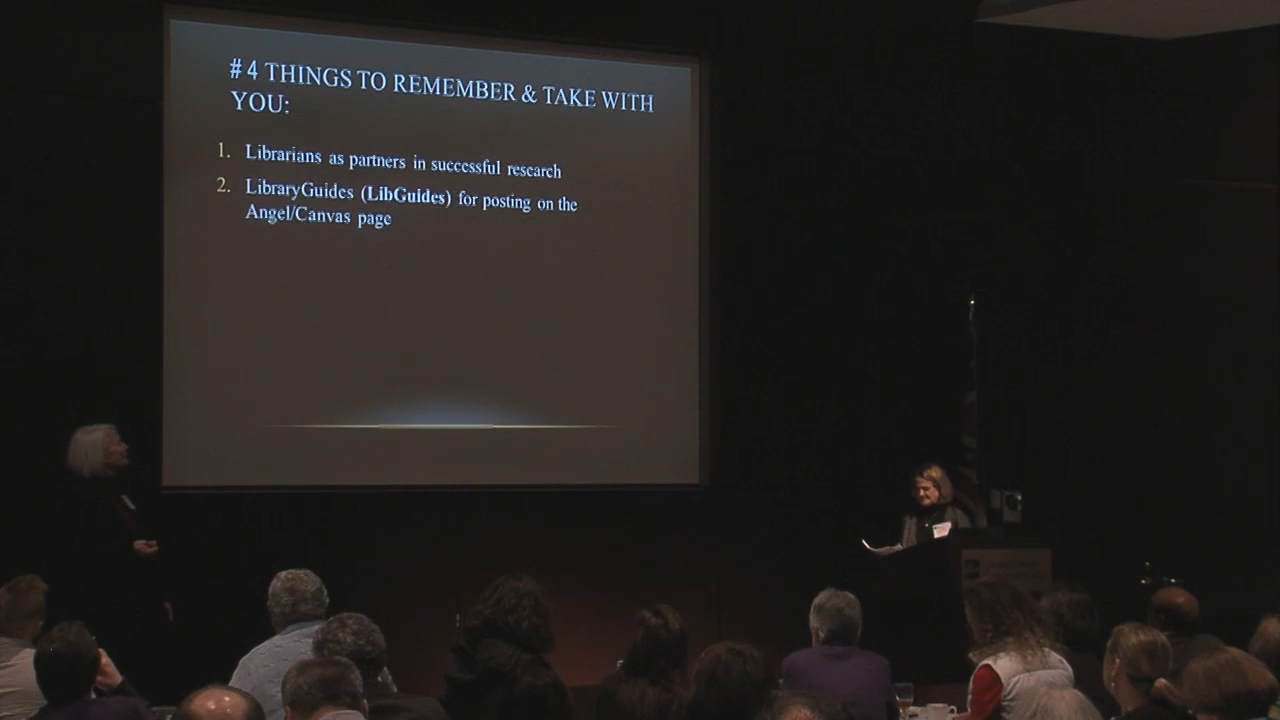 # 4 THINGS TO REMEMBER & TAKE WITH
YOU:
1. Librarians as partners in successful research
2. LibraryGuides (LibGuides) for posting on the
Angel/Canvas page